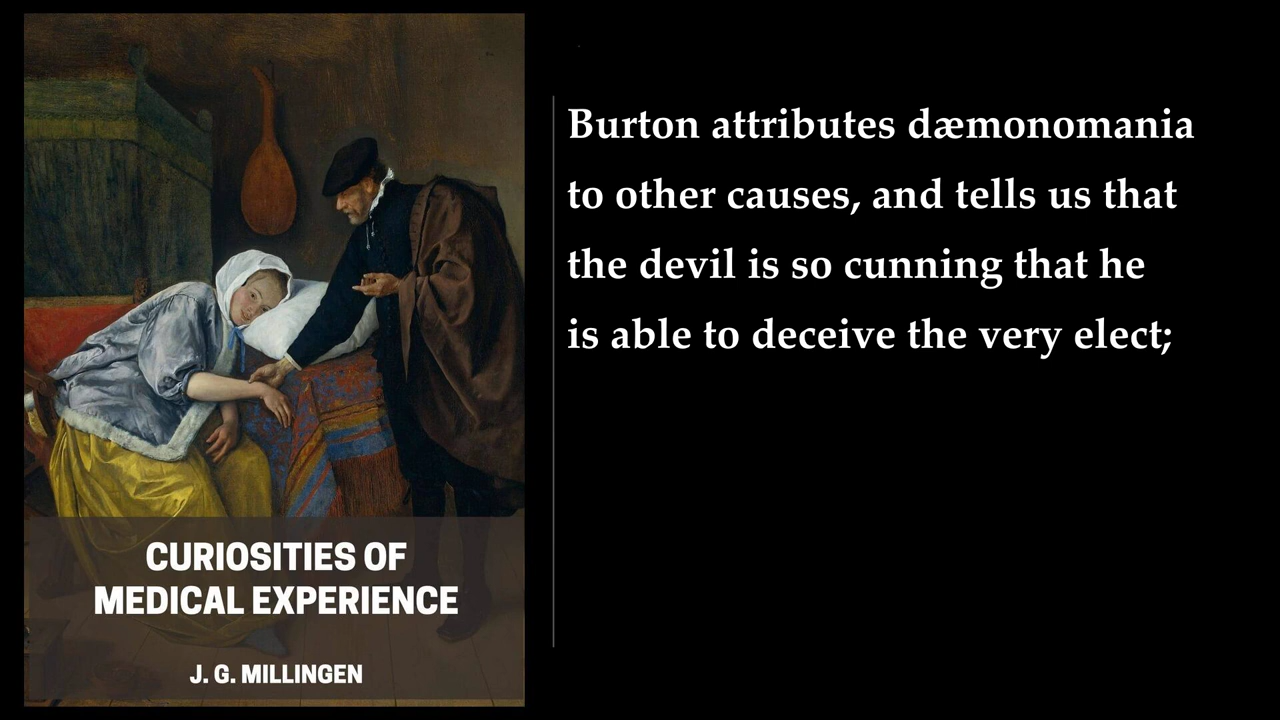 CURIOSITIES OF
MEDICAL EXPERIENCE
J. G. MILLINGEN
Burton attributes dæmonomania
to other causes, and tells us that
the devil is so cunning that he
is able to deceive the very elect;